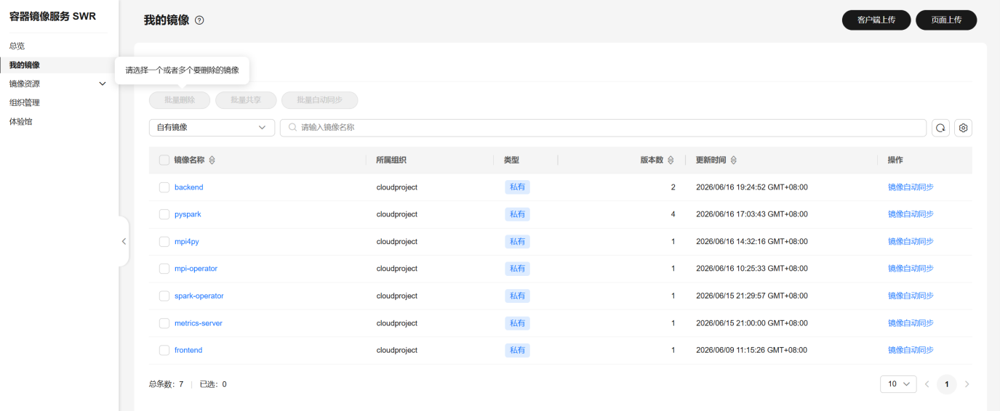 容器镜像服务 SWR
总览
我的镜像
镜像资源
组织管理
体验馆
我的镜像
客户端上传 页面上传
请选择一个或者多个要删除的镜像
批量删除 批量共享 批量自动同步
自有镜像 请输入镜像名称
镜像名称 所属组织 类型 版本数 更新时间 操作
backend cloudproject 私有 2 2026/06/16 19:24:52 GMT+08:00 镜像自动同步
pyspark cloudproject 私有 4 2026/06/16 17:03:43 GMT+08:00 镜像自动同步
mpi4py cloudproject 私有 1 2026/06/16 14:32:16 GMT+08:00 镜像自动同步
mpi-operator cloudproject 私有 1 2026/06/16 10:25:33 GMT+08:00 镜像自动同步
spark-operator cloudproject 私有 1 2026/06/15 21:29:57 GMT+08:00 镜像自动同步
metrics-server cloudproject 私有 1 2026/06/15 21:00:00 GMT+08:00 镜像自动同步
frontend cloudproject 私有 1 2026/06/09 11:15:26 GMT+08:00 镜像自动同步
总条数: 7 已选: 0 10 1